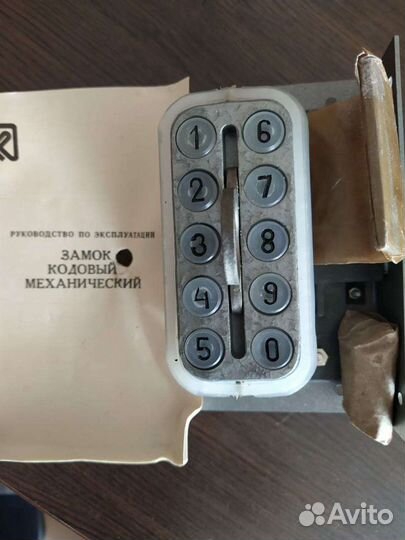 РУКОВОДСТВО ПО ЭКСПЛУАТАЦИИ
ЗАМОК
КОДОВЫЙ
МЕХАНИЧЕСКИЙ
1 6
2 7
3 8
4 9
5 0
Avito